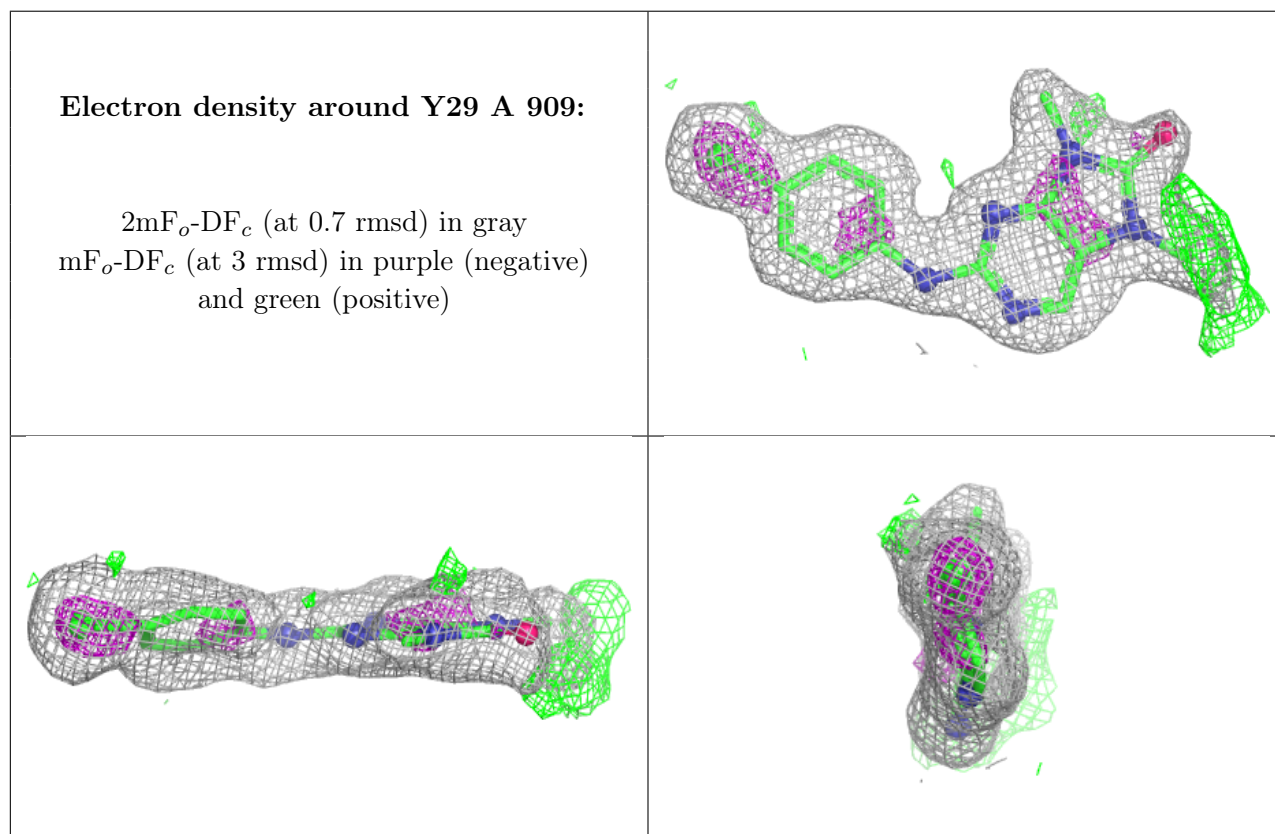 Electron density around Y29 A 909:
2mFo-DFc (at 0.7 rmsd) in gray
mFo-DFc (at 3 rmsd) in purple (negative)
and green (positive)